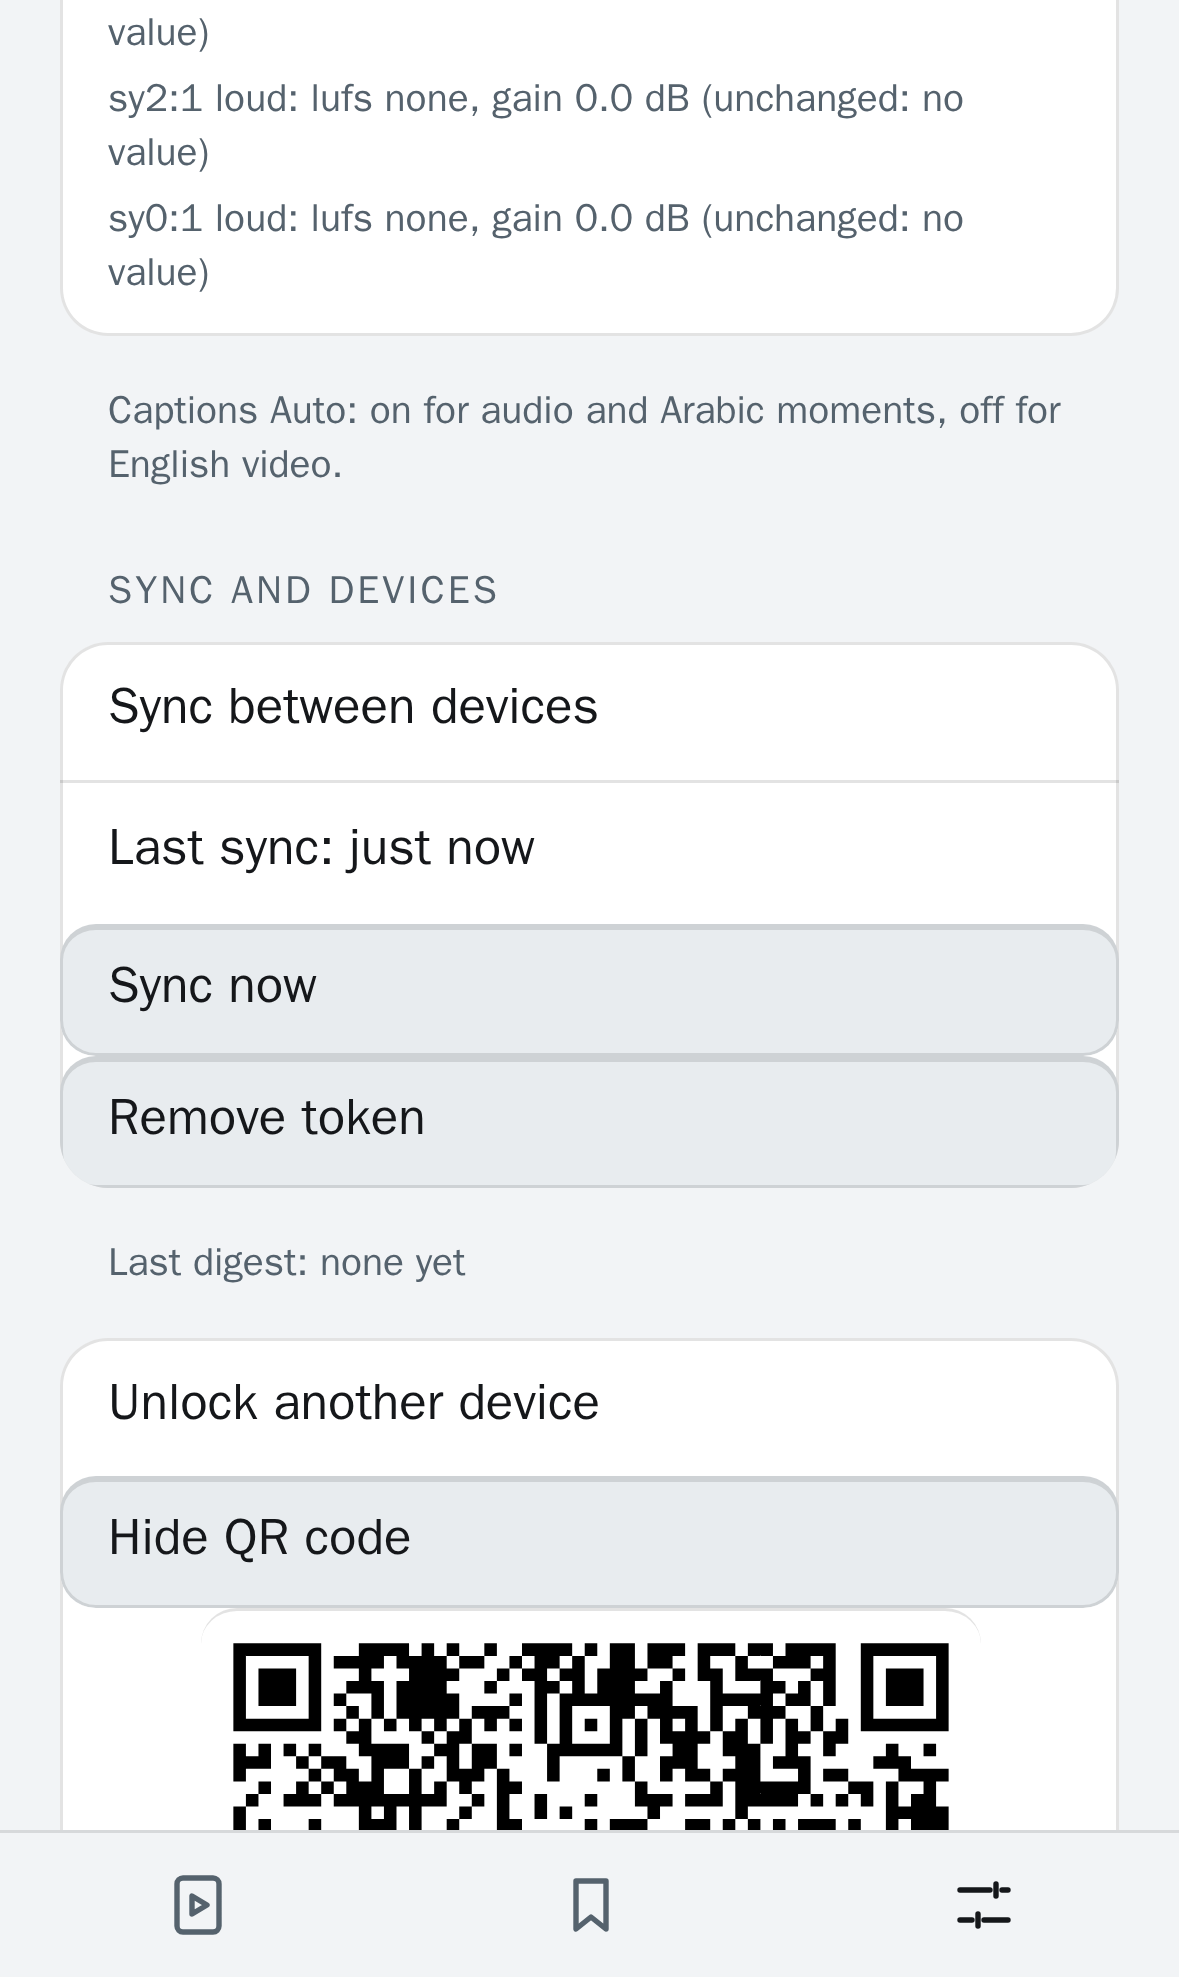 value)
sy2:1 loud: lufs none, gain 0.0 dB (unchanged: no
value)
sy0:1 loud: lufs none, gain 0.0 dB (unchanged: no
value)
Captions Auto: on for audio and Arabic moments, off for
English video.
SYNC AND DEVICES
Sync between devices
Last sync: just now
Sync now
Remove token
Last digest: none yet
Unlock another device
Hide QR code